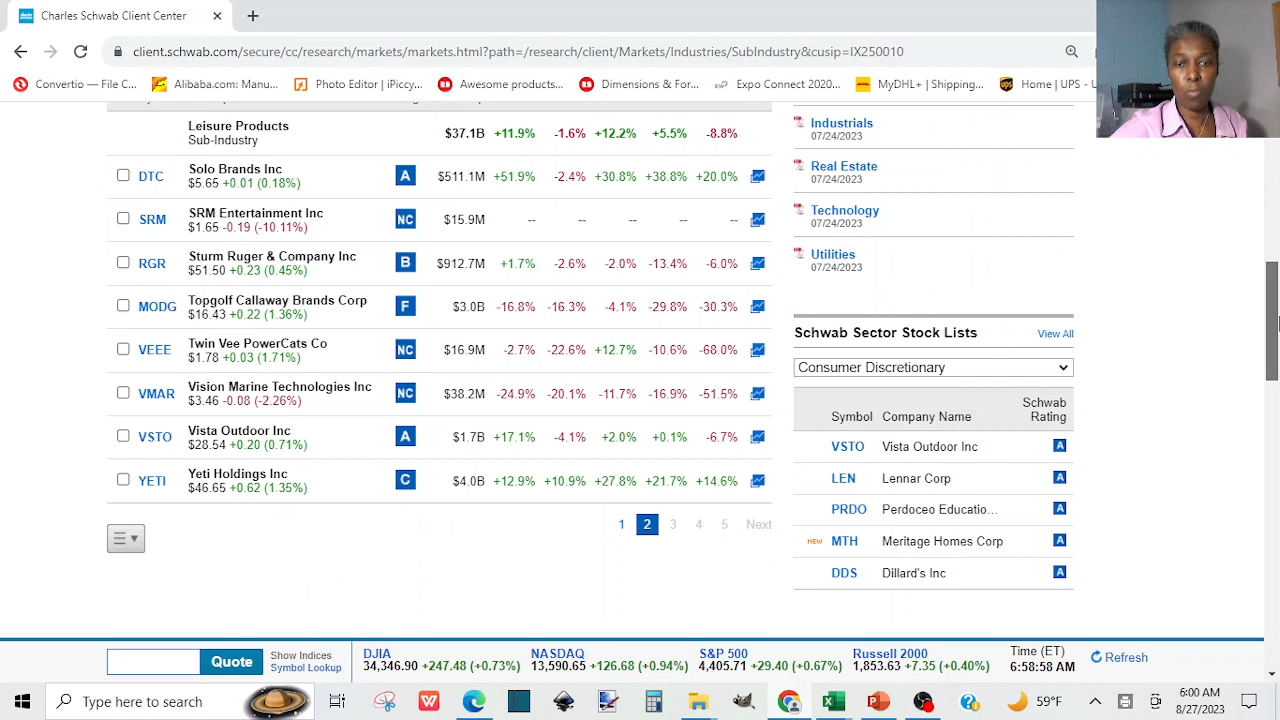 Charles Schwab Client Center
client.schwab.com/secure/cc/research/markets/markets.html?path=/research/client/Markets/Industries/SubIndustry&cusip=IX250010
Convertio — File C... Alibaba.com: Manu... Photo Editor | iPiccy... Awesome products... Dimensions & For... Expo Connect 2020... MyDHL+ | Shipping... Home | UPS - U
Leisure Products $37.1B +11.9% -1.6% +12.2% +5.5% -8.8%
Sub-Industry
DTC Solo Brands Inc A $511.1M +51.9% -2.4% +30.8% +38.8% +20.0%
$5.65 +0.01 (0.18%)
SRM SRM Entertainment Inc NC $15.9M -- -- -- -- --
$1.65 -0.19 (-10.11%)
RGR Sturm Ruger & Company Inc B $912.7M +1.7% -2.6% -2.0% -13.4% -6.0%
$51.50 +0.23 (0.45%)
MODG Topgolf Callaway Brands Corp F $3.0B -16.8% -16.3% -4.1% -29.8% -30.3%
$16.43 +0.22 (1.36%)
VEEE Twin Vee PowerCats Co NC $16.9M -2.7% -22.6% +12.7% -10.6% -68.0%
$1.78 +0.03 (1.71%)
VMAR Vision Marine Technologies Inc NC $38.2M -24.9% -20.1% -11.7% -16.9% -51.5%
$3.46 -0.08 (-2.26%)
VSTO Vista Outdoor Inc A $1.7B +17.1% -4.1% +2.0% +0.1% -6.7%
$28.54 +0.20 (0.71%)
YETI Yeti Holdings Inc C $4.0B +12.9% +10.9% +27.8% +21.7% +14.6%
$46.65 +0.62 (1.35%)
1 2 3 4 5 Next
Industrials
07/24/2023
Real Estate
07/24/2023
Technology
07/24/2023
Utilities
07/24/2023
Schwab Sector Stock Lists View All
Consumer Discretionary
Symbol Company Name Schwab Rating
VSTO Vista Outdoor Inc A
LEN Lennar Corp A
PRDO Perdoceo Educatio... A
NEW MTH Meritage Homes Corp A
DDS Dillard's Inc A
Quote
Show Indices
Symbol Lookup
DJIA
34,346.90 +247.48 (+0.73%)
NASDAQ
13,590.65 +126.68 (+0.94%)
S&P 500
4,405.71 +29.40 (+0.67%)
Russell 2000
1,853.63 +7.35 (+0.40%)
Time (ET)
6:58:58 AM
Refresh
Type here to search
59°F
6:00 AM
8/27/2023